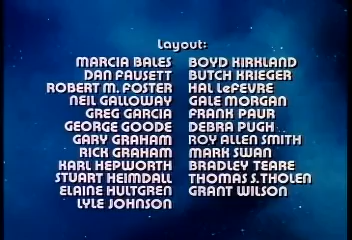 Layout:
MARCIA BALES BOYD KIRKLAND
DAN FAUSETT BUTCH KRIEGER
ROBERT M. FOSTER HAL LeFEVRE
NEIL GALLOWAY GALE MORGAN
GREG GARCIA FRANK PAUR
GEORGE GOODE DEBRA PUGH
GARY GRAHAM ROY ALLEN SMITH
RICK GRAHAM MARK SWAN
KARL HEPWORTH BRADLEY TEARE
STUART HEIMDALL THOMAS S.THOLEN
ELAINE HULTGREN GRANT WILSON
LYLE JOHNSON